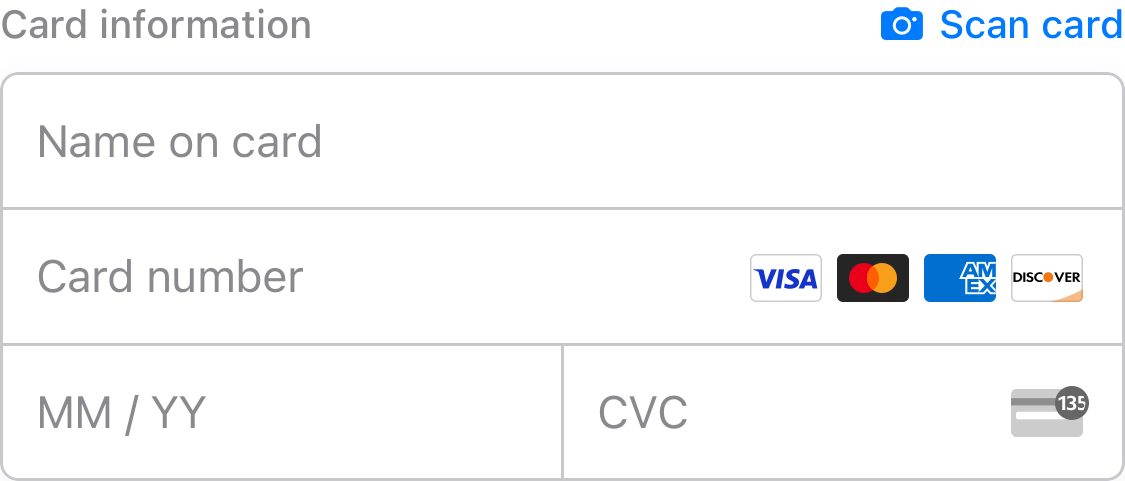 Card information Scan card
Name on card
Card number VISA AM EX DISCOVER
MM / YY CVC 135